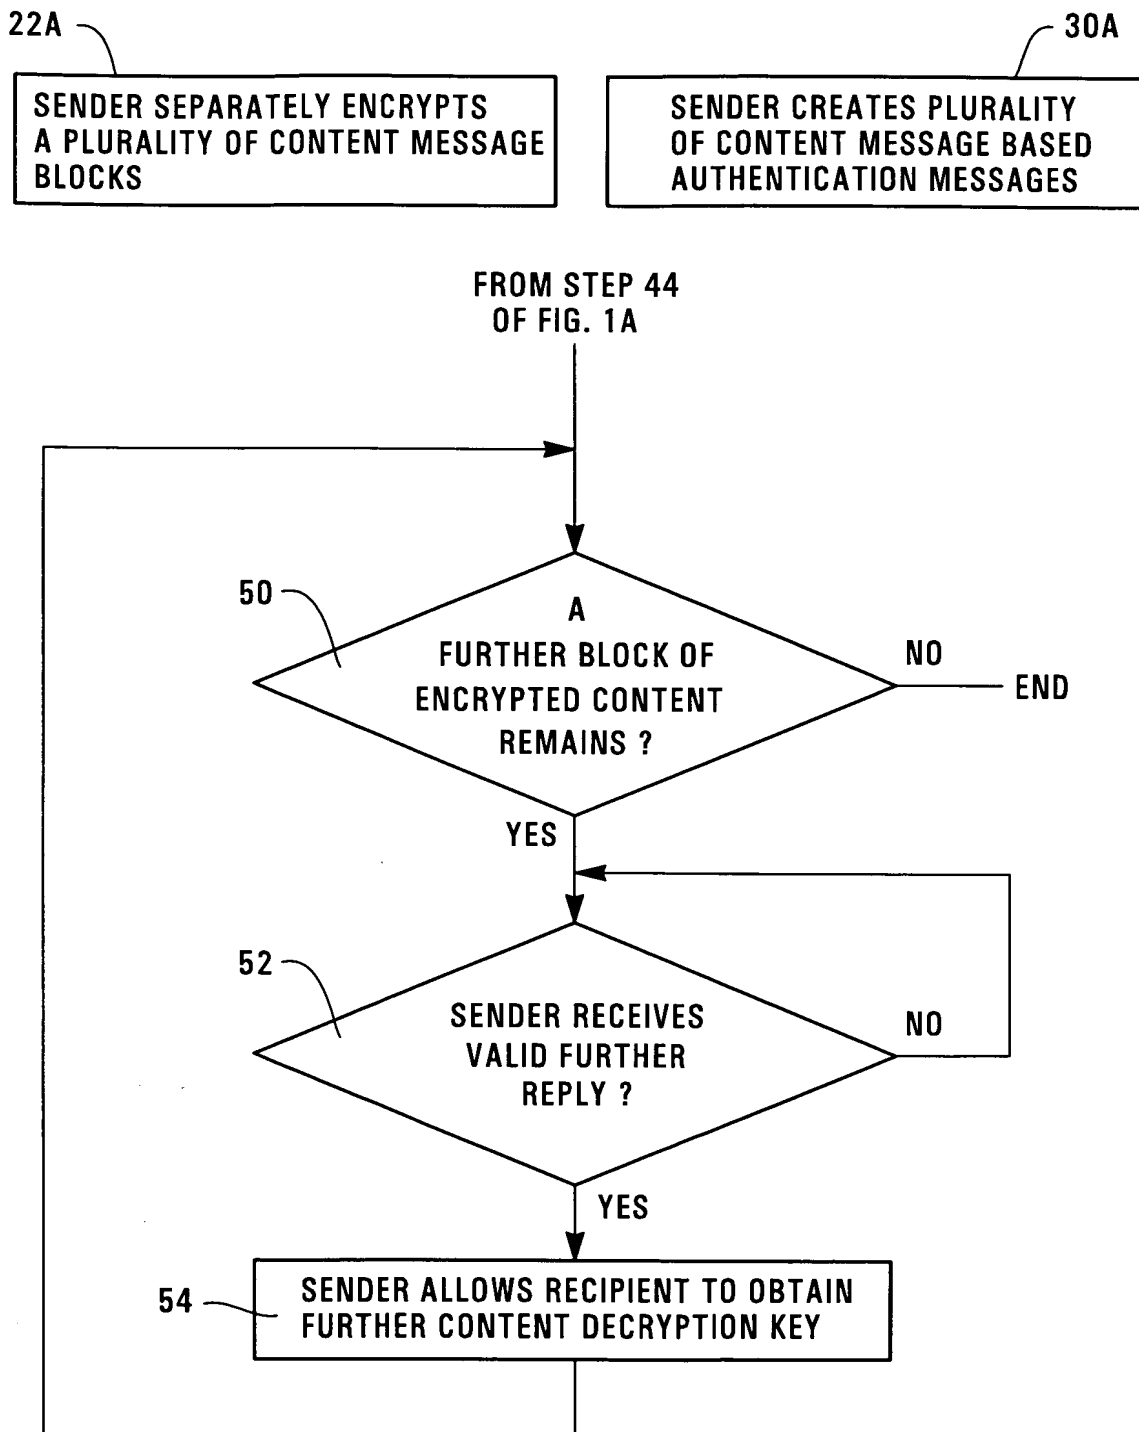 22A
30A
SENDER SEPARATELY ENCRYPTS
A PLURALITY OF CONTENT MESSAGE
BLOCKS
SENDER CREATES PLURALITY
OF CONTENT MESSAGE BASED
AUTHENTICATION MESSAGES
FROM STEP 44
OF FIG. 1A
50
A
FURTHER BLOCK OF
ENCRYPTED CONTENT
REMAINS ?
NO
END
YES
52
SENDER RECEIVES
VALID FURTHER
REPLY ?
NO
YES
54
SENDER ALLOWS RECIPIENT TO OBTAIN
FURTHER CONTENT DECRYPTION KEY